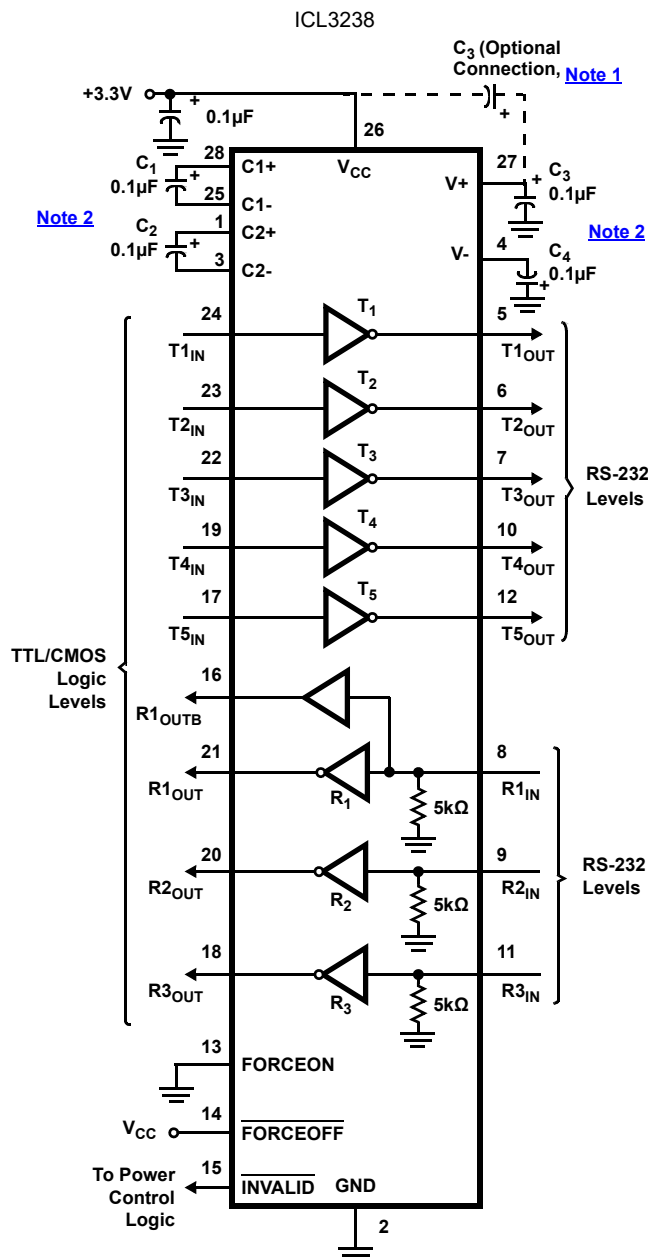 ICL3238
C3 (Optional
Connection, Note 1
+3.3V
+
0.1µF
+
26
28
C1
0.1µF
+
25
C1+
C1-
VCC
V+
27
+
C3
0.1µF
Note 2
1
C2
0.1µF
+
3
C2+
C2-
V-
4
C4
0.1µF
+
Note 2
24
T1IN
T1
5
T1OUT
23
T2IN
T2
6
T2OUT
22
T3IN
T3
7
T3OUT
RS-232
Levels
19
T4IN
T4
10
T4OUT
17
T5IN
T5
12
T5OUT
TTL/CMOS
Logic
Levels
16
R1OUTB
21
R1OUT
R1
5kΩ
8
R1IN
20
R2OUT
R2
5kΩ
9
R2IN
RS-232
Levels
18
R3OUT
R3
5kΩ
11
R3IN
13
FORCEON
VCC
14
FORCEOFF
To Power
Control
Logic
15
INVALID
GND
2